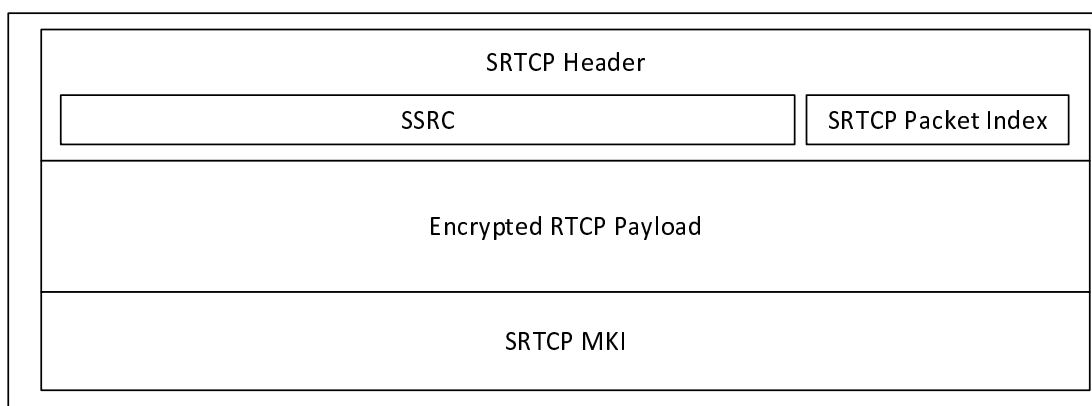 SRTCP Header
SSRC
SRTCP Packet Index
Encrypted RTCP Payload
SRTCP MKI